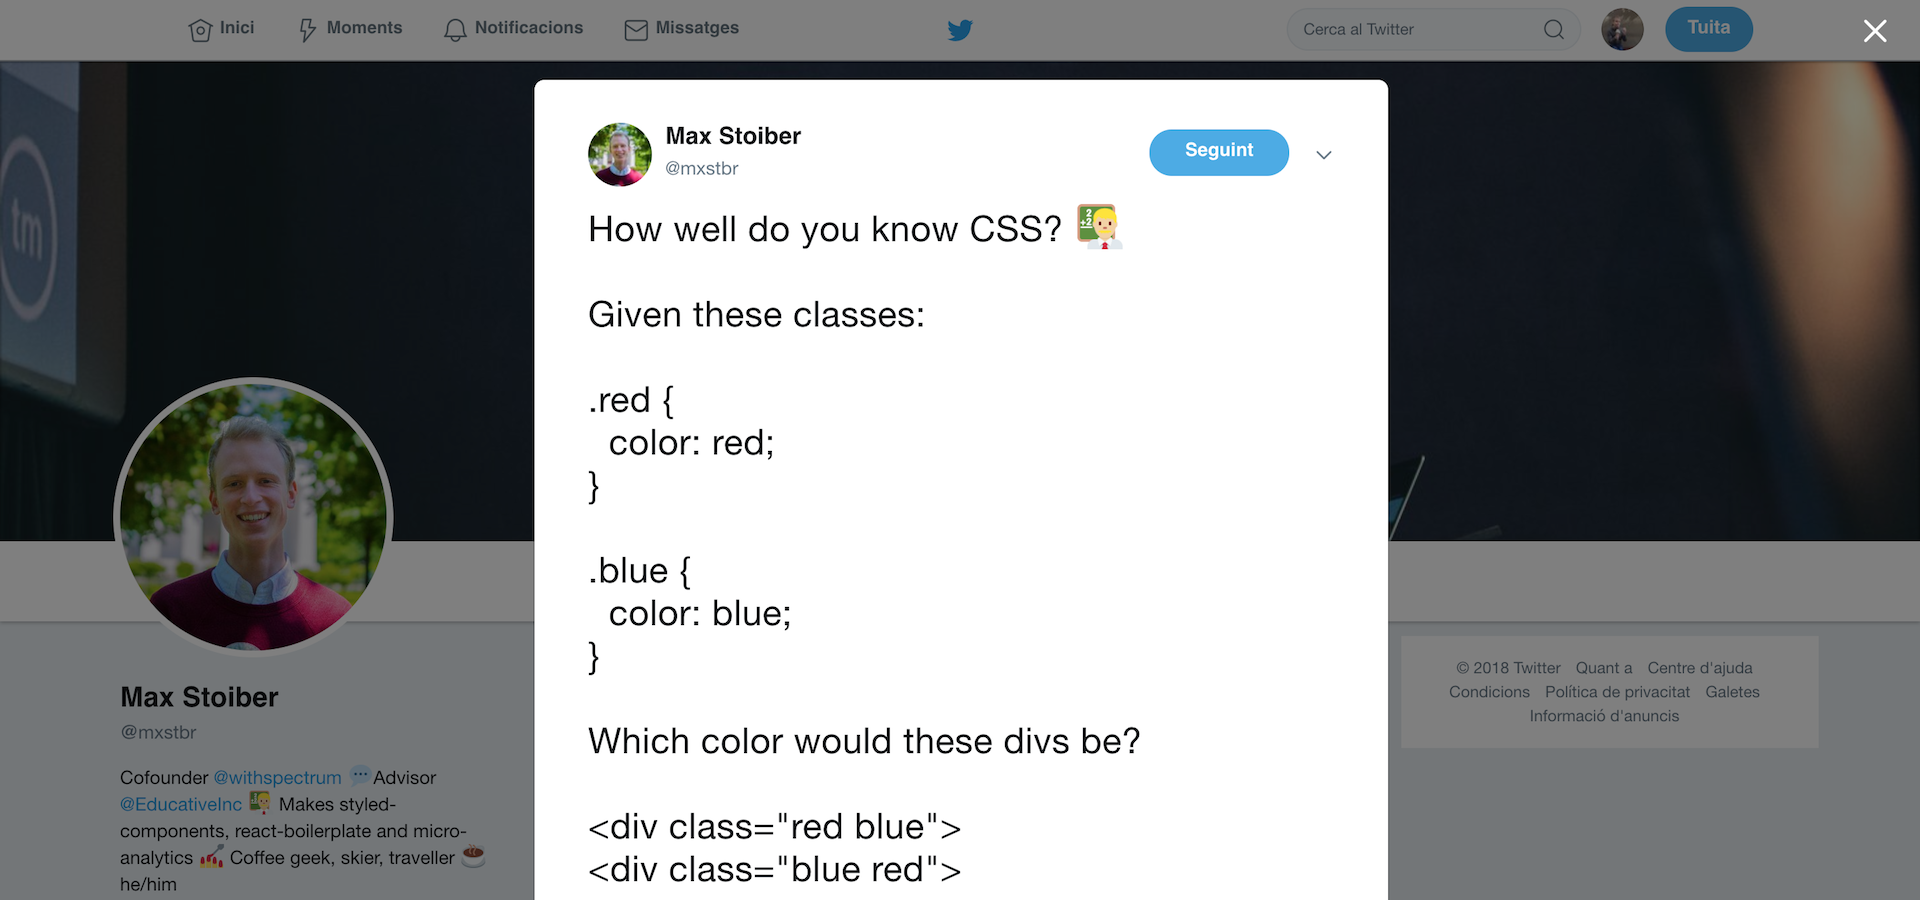 Inici Moments Notificacions Missatges Cerca al Twitter Tuita
tm
Max Stoiber
@mxstbr
Seguint
How well do you know CSS?
Given these classes:
.red {
color: red;
}
.blue {
color: blue;
}
Which color would these divs be?
<div class="red blue">
<div class="blue red">
Max Stoiber
@mxstbr
Cofounder @withspectrum Advisor
@EducativeInc Makes styled-
components, react-boilerplate and micro-
analytics Coffee geek, skier, traveller
he/him
© 2018 Twitter Quant a Centre d'ajuda
Condicions Política de privacitat Galetes
Informació d'anuncis